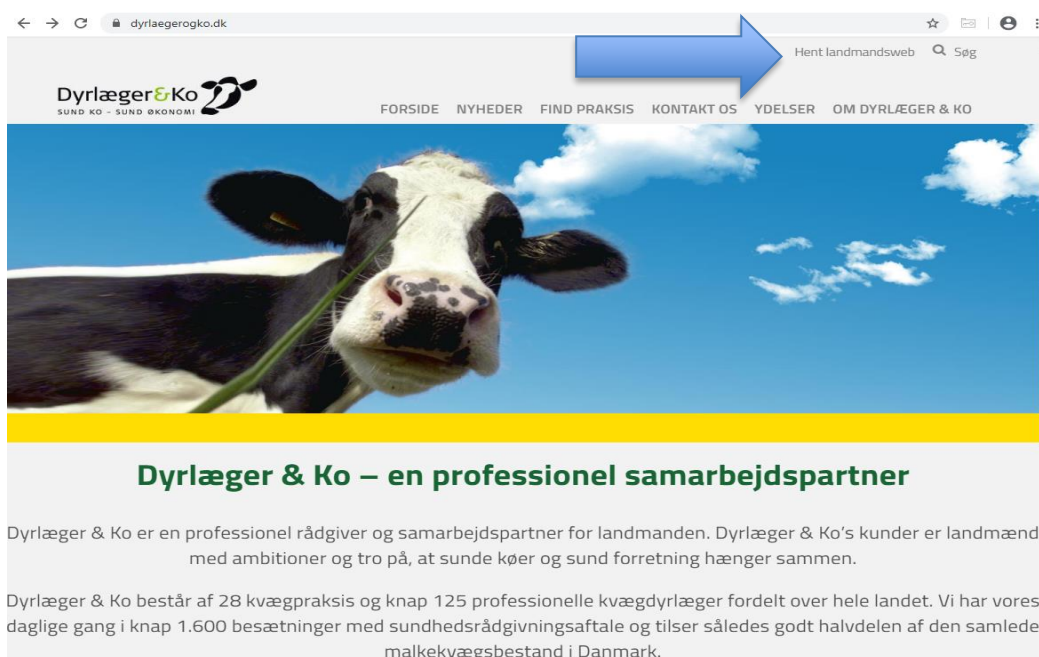 dyrlaegerogko.dk
Hent landmandsweb Søg
Dyrlæger&Ko
SUND KO - SUND ØKONOMI
FORSIDE NYHEDER FIND PRAKSIS KONTAKT OS YDELSER OM DYRLÆGER & KO
Dyrlæger & Ko – en professionel samarbejdspartner
Dyrlæger & Ko er en professionel rådgiver og samarbejdspartner for landmanden. Dyrlæger & Ko's kunder er landmænd
med ambitioner og tro på, at sunde køer og sund forretning hænger sammen.
Dyrlæger & Ko består af 28 kvægpraksis og knap 125 professionelle kvægdyrlæger fordelt over hele landet. Vi har vores
daglige gang i knap 1.600 besætninger med sundhedsrådgivningsaftale og tilser således godt halvdelen af den samlede
malkekvægsbestand i Danmark.